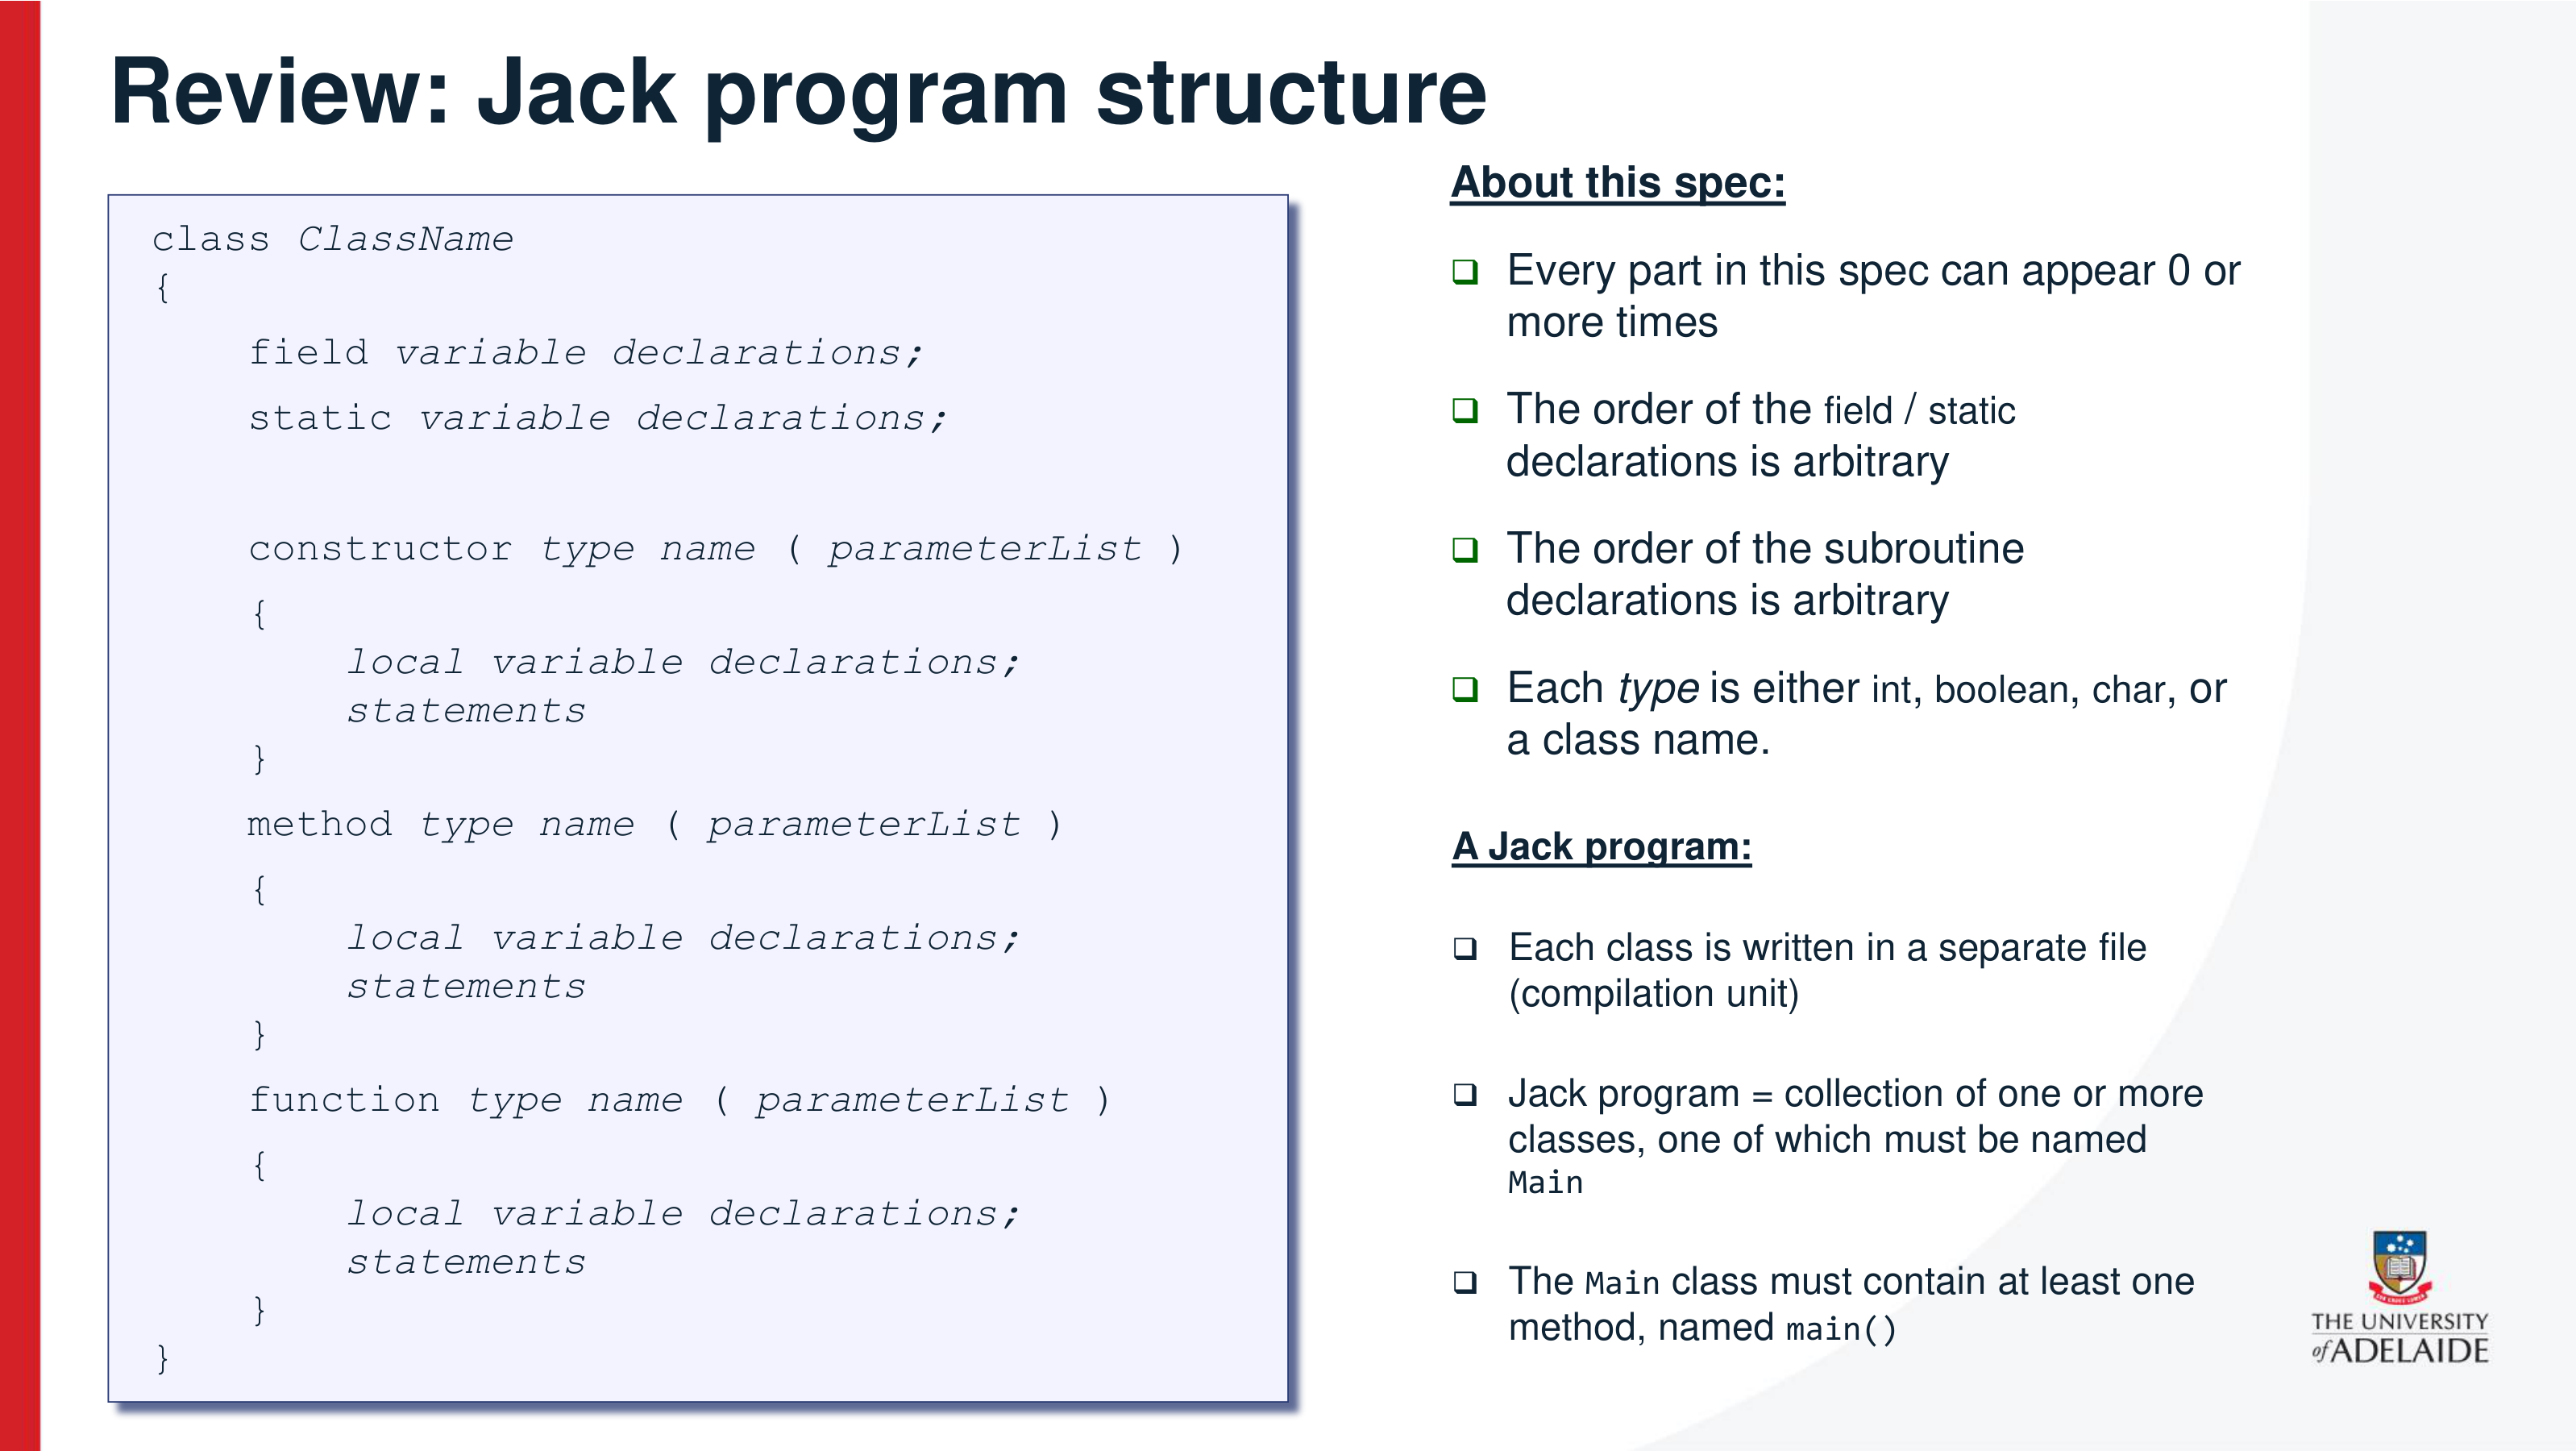 Review: Jack program structure
class ClassName
{
field variable declarations;
static variable declarations;
constructor type name ( parameterList )
{
local variable declarations;
statements
}
method type name ( parameterList )
{
local variable declarations;
statements
}
function type name ( parameterList )
{
local variable declarations;
statements
}
}
About this spec:
❑ Every part in this spec can appear 0 or
more times
❑ The order of the field / static
declarations is arbitrary
❑ The order of the subroutine
declarations is arbitrary
❑ Each type is either int, boolean, char, or
a class name.
A Jack program:
❑ Each class is written in a separate file
(compilation unit)
❑ Jack program = collection of one or more
classes, one of which must be named
Main
❑ The Main class must contain at least one
method, named main()
THE UNIVERSITY
of ADELAIDE